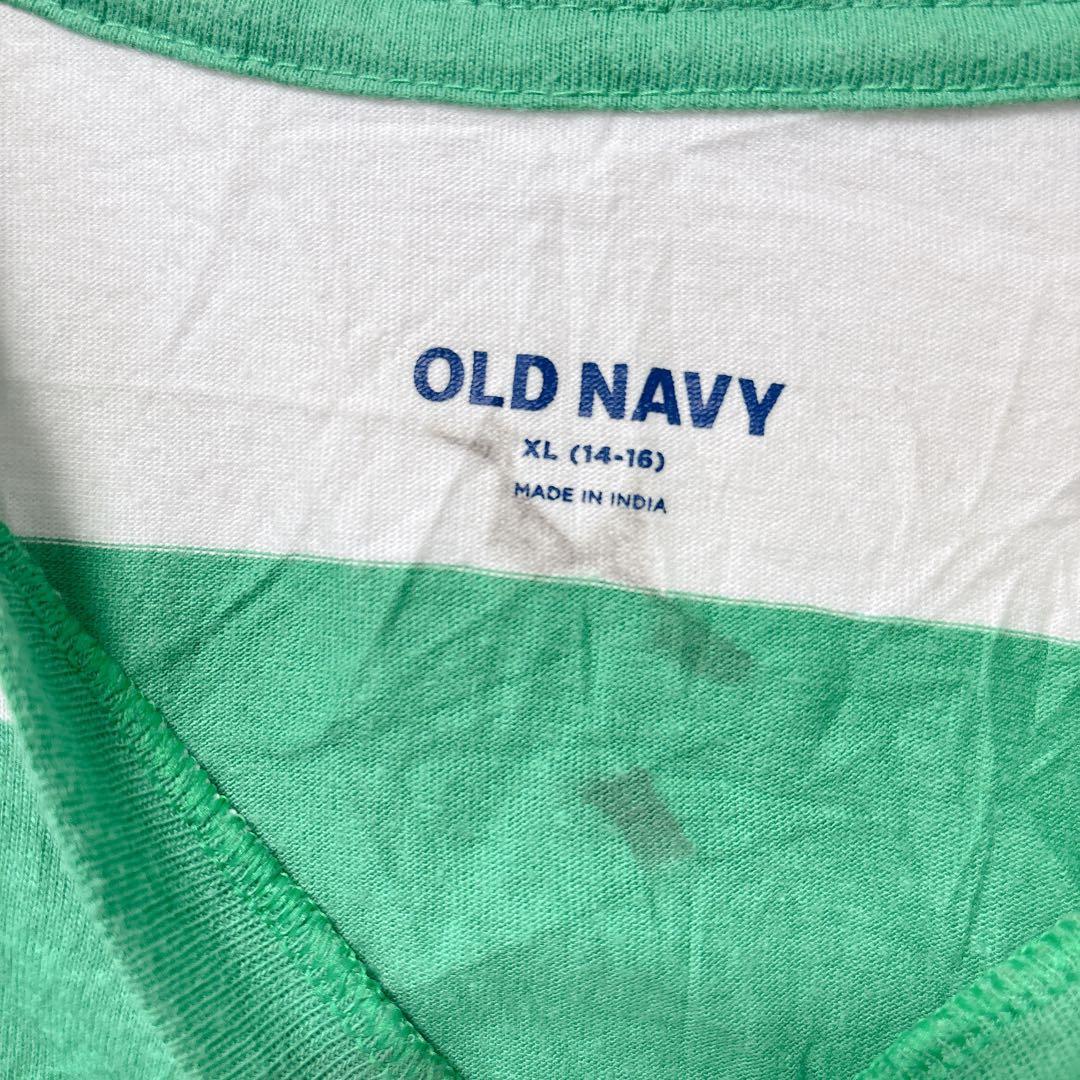 OLD NAVY
XL (14-16)
MADE IN INDIA